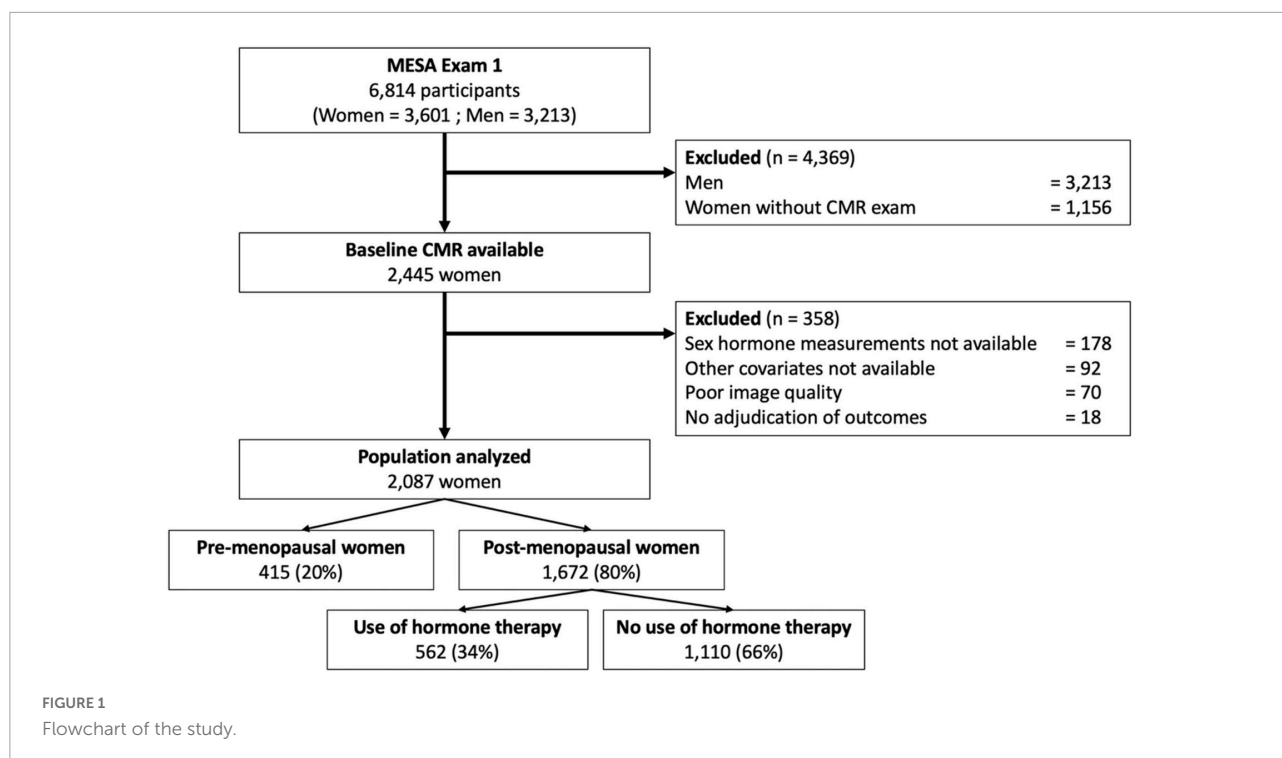 MESA Exam 1
6,814 participants
(Women = 3,601 ; Men = 3,213)
Excluded (n = 4,369)
Men = 3,213
Women without CMR exam = 1,156
Baseline CMR available
2,445 women
Excluded (n = 358)
Sex hormone measurements not available = 178
Other covariates not available = 92
Poor image quality = 70
No adjudication of outcomes = 18
Population analyzed
2,087 women
Pre-menopausal women
415 (20%)
Post-menopausal women
1,672 (80%)
Use of hormone therapy
562 (34%)
No use of hormone therapy
1,110 (66%)
FIGURE 1
Flowchart of the study.